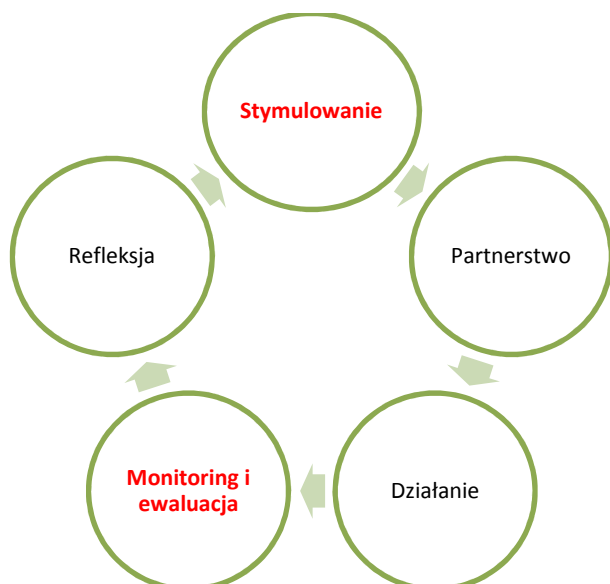 Stymulowanie
Partnerstwo
Działanie
Monitoring i
ewaluacja
Refleksja